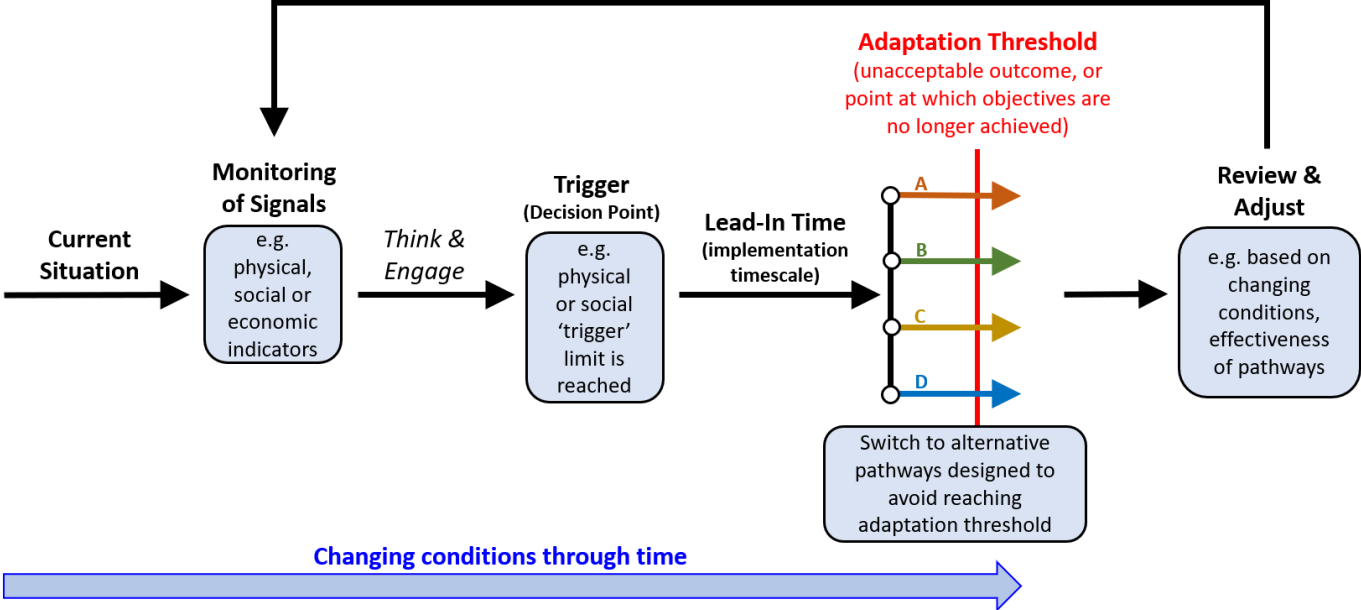 Adaptation Threshold
(unacceptable outcome, or
point at which objectives are
no longer achieved)
Current
Situation
Monitoring
of Signals
e.g.
physical,
social or
economic
indicators
Think &
Engage
Trigger
(Decision Point)
e.g.
physical
or social
‘trigger’
limit is
reached
Lead-In Time
(implementation
timescale)
A
B
C
D
Switch to alternative
pathways designed to
avoid reaching
adaptation threshold
Review &
Adjust
e.g. based on
changing
conditions,
effectiveness
of pathways
Changing conditions through time